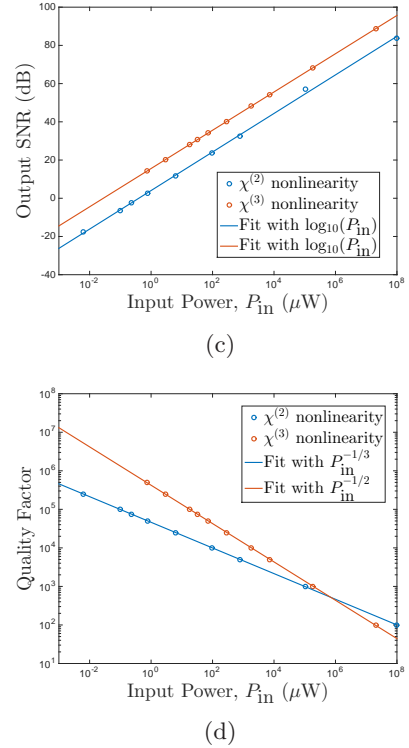 100
80
60
40
20
0
-20
-40
Output SNR (dB)
χ(2) nonlinearity
χ(3) nonlinearity
Fit with log10(Pin)
Fit with log10(Pin)
10-2 100 102 104 106 108
Input Power, Pin (μW)
(c)
108
107
106
105
104
103
102
101
Quality Factor
χ(2) nonlinearity
χ(3) nonlinearity
Fit with Pin-1/3
Fit with Pin-1/2
10-2 100 102 104 106 108
Input Power, Pin (μW)
(d)